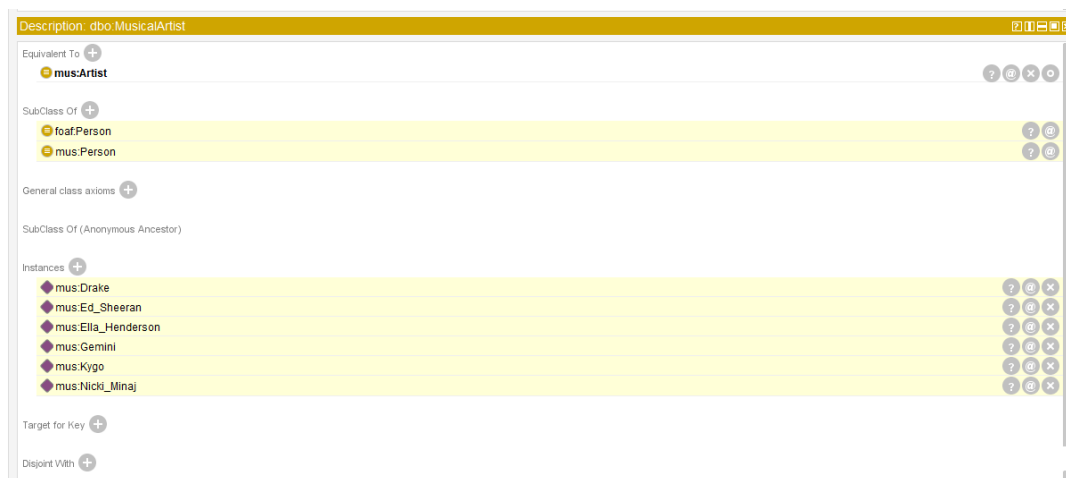 Description: dbo:MusicalArtist
Equivalent To
mus:Artist
SubClass Of
foaf:Person
mus:Person
General class axioms
SubClass Of (Anonymous Ancestor)
Instances
mus:Drake
mus:Ed_Sheeran
mus:Ella_Henderson
mus:Gemini
mus:Kygo
mus:Nicki_Minaj
Target for Key
Disjoint With